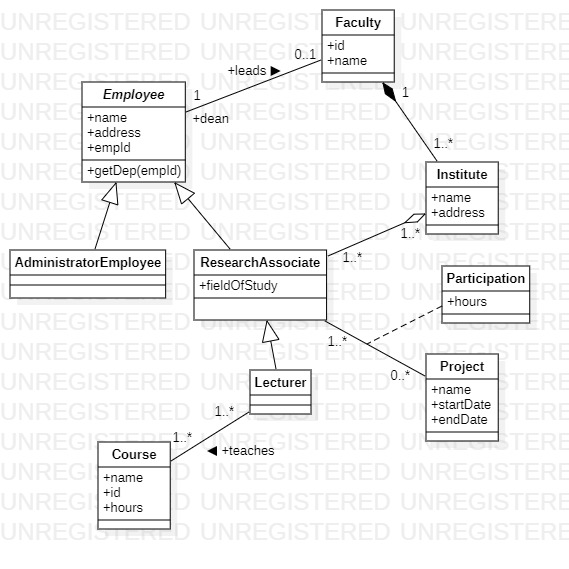 UNREGISTERED
Faculty
+id
+name
0..1
+leads ►
Employee
1
+dean
+name
+address
+empId
+getDep(empId)
1
1..*
Institute
+name
+address
1..*
1..*
AdministratorEmployee
ResearchAssociate
+fieldOfStudy
Participation
+hours
1..*
0..*
Project
+name
+startDate
+endDate
Lecturer
1..*
1..*
◄ +teaches
Course
+name
+id
+hours